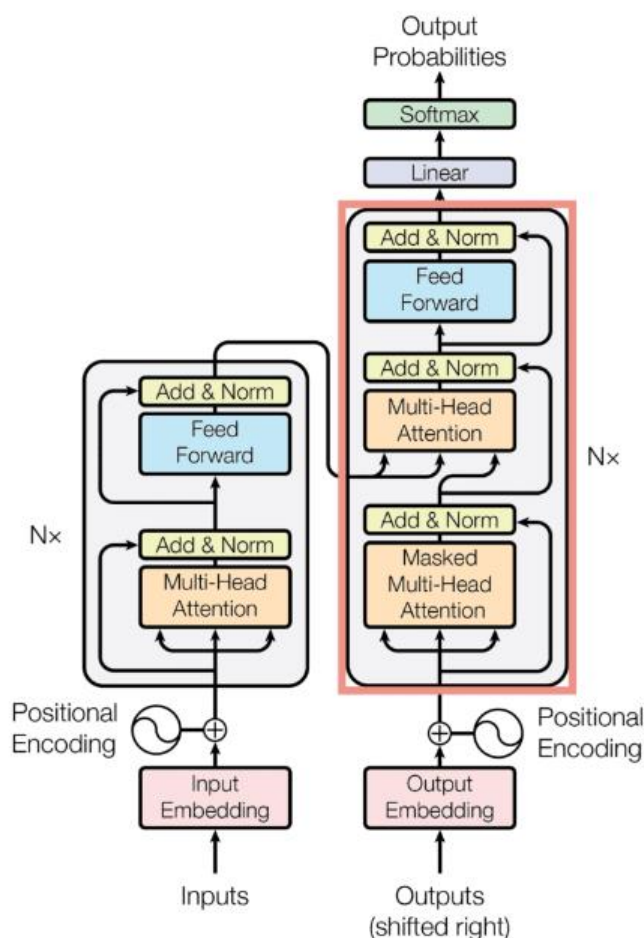 Output
Probabilities
Softmax
Linear
Add & Norm
Feed
Forward
Add & Norm
Multi-Head
Attention
Add & Norm
Masked
Multi-Head
Attention
N×
Add & Norm
Feed
Forward
Add & Norm
Multi-Head
Attention
N×
Positional
Encoding
Positional
Encoding
Input
Embedding
Output
Embedding
Inputs
Outputs
(shifted right)